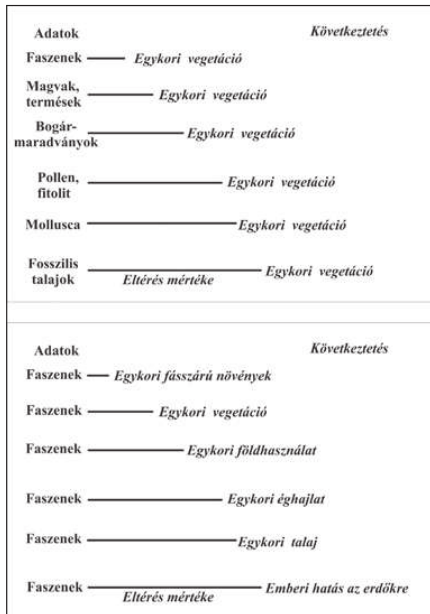 Adatok Következtetés
Faszenek Egykori vegetáció
Magvak,
termések Egykori vegetáció
Bogár-
maradványok Egykori vegetáció
Pollen,
fitolit Egykori vegetáció
Mollusca Egykori vegetáció
Fosszilis
talajok Egykori vegetáció
Eltérés mértéke
Adatok Következtetés
Faszenek Egykori fásszárú növények
Faszenek Egykori vegetáció
Faszenek Egykori földhasználat
Faszenek Egykori éghajlat
Faszenek Egykori talaj
Faszenek Emberi hatás az erdőkre
Eltérés mértéke